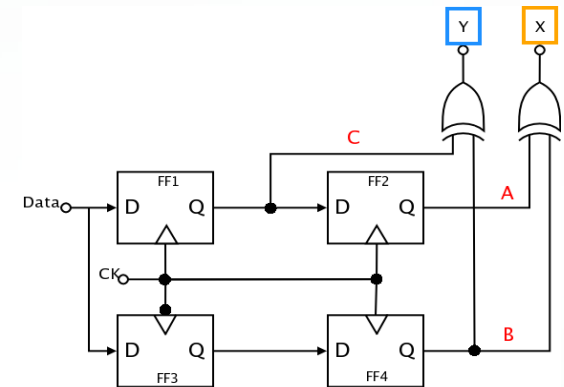 Y X
C
FF1 FF2
Data D Q D Q A
CK
D Q D Q B
FF3 FF4